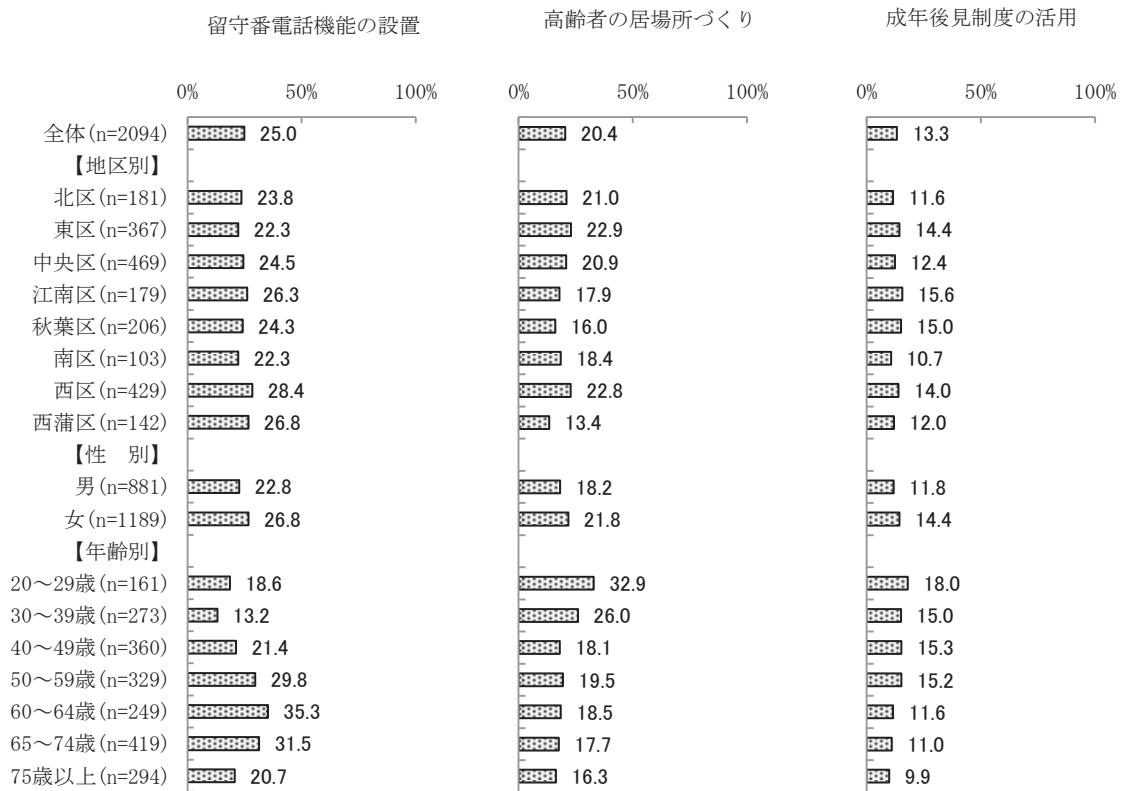 留守番電話機能の設置 高齢者の居場所づくり 成年後見制度の活用
0% 50% 100% 0% 50% 100% 0% 50% 100%
全体(n=2094) 25.0 20.4 13.3
【地区別】
北区(n=181) 23.8 21.0 11.6
東区(n=367) 22.3 22.9 14.4
中央区(n=469) 24.5 20.9 12.4
江南区(n=179) 26.3 17.9 15.6
秋葉区(n=206) 24.3 16.0 15.0
南区(n=103) 22.3 18.4 10.7
西区(n=429) 28.4 22.8 14.0
西蒲区(n=142) 26.8 13.4 12.0
【性　別】
男(n=881) 22.8 18.2 11.8
女(n=1189) 26.8 21.8 14.4
【年齢別】
20～29歳(n=161) 18.6 32.9 18.0
30～39歳(n=273) 13.2 26.0 15.0
40～49歳(n=360) 21.4 18.1 15.3
50～59歳(n=329) 29.8 19.5 15.2
60～64歳(n=249) 35.3 18.5 11.6
65～74歳(n=419) 31.5 17.7 11.0
75歳以上(n=294) 20.7 16.3 9.9